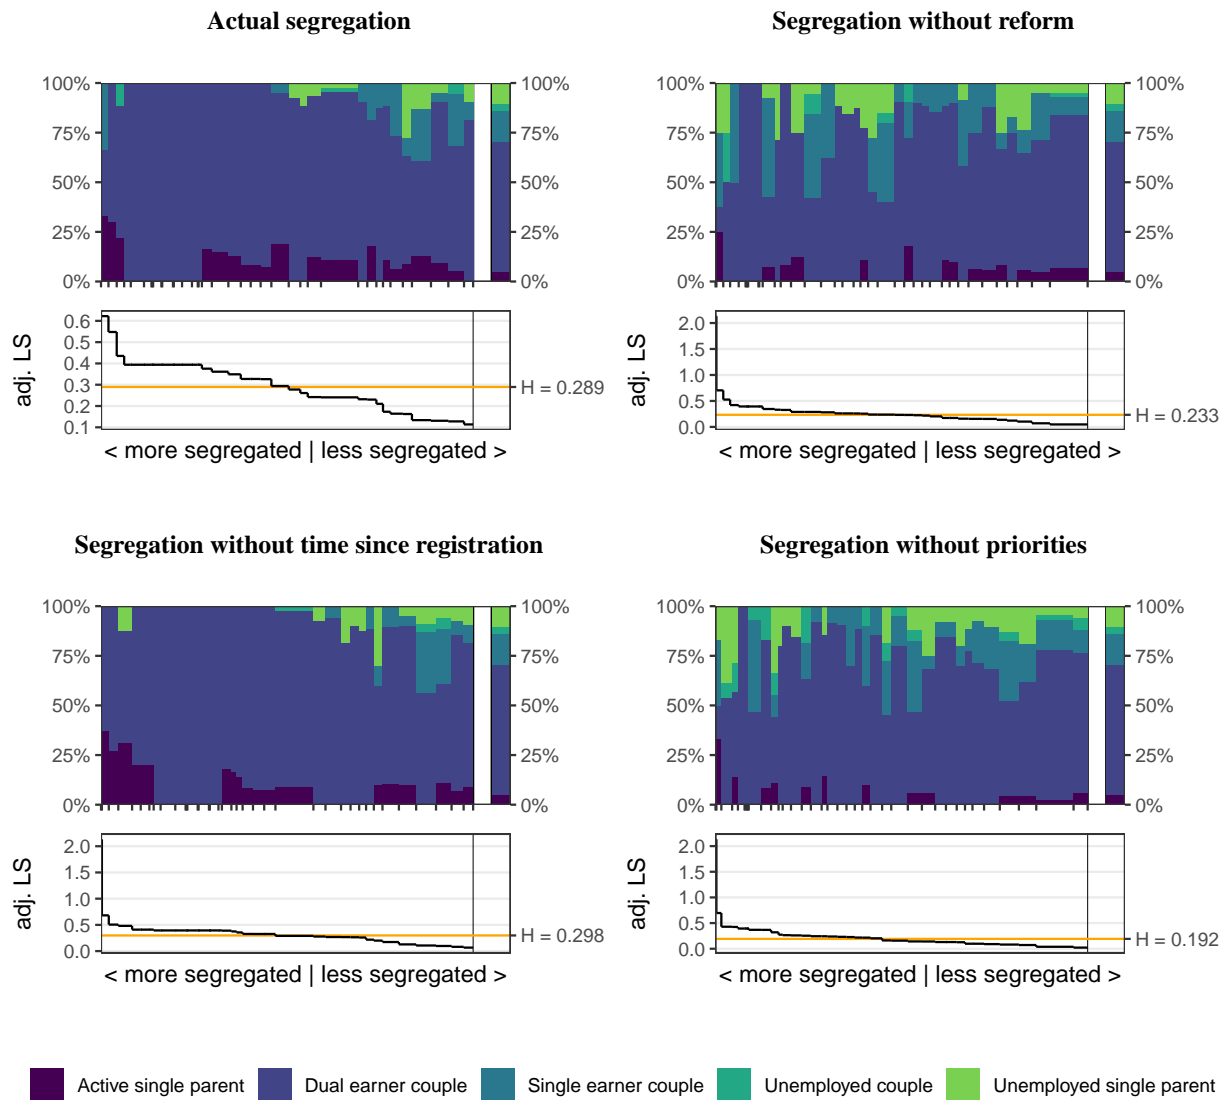 Actual segregation
100%
75%
50%
25%
0%
100%
75%
50%
25%
0%
adj. LS
0.6
0.5
0.4
0.3
0.2
0.1
H = 0.289
< more segregated | less segregated >
Segregation without reform
100%
75%
50%
25%
0%
100%
75%
50%
25%
0%
adj. LS
2.0
1.5
1.0
0.5
0.0
H = 0.233
< more segregated | less segregated >
Segregation without time since registration
100%
75%
50%
25%
0%
100%
75%
50%
25%
0%
adj. LS
2.0
1.5
1.0
0.5
0.0
H = 0.298
< more segregated | less segregated >
Segregation without priorities
100%
75%
50%
25%
0%
100%
75%
50%
25%
0%
adj. LS
2.0
1.5
1.0
0.5
0.0
H = 0.192
< more segregated | less segregated >
Active single parent
Dual earner couple
Single earner couple
Unemployed couple
Unemployed single parent